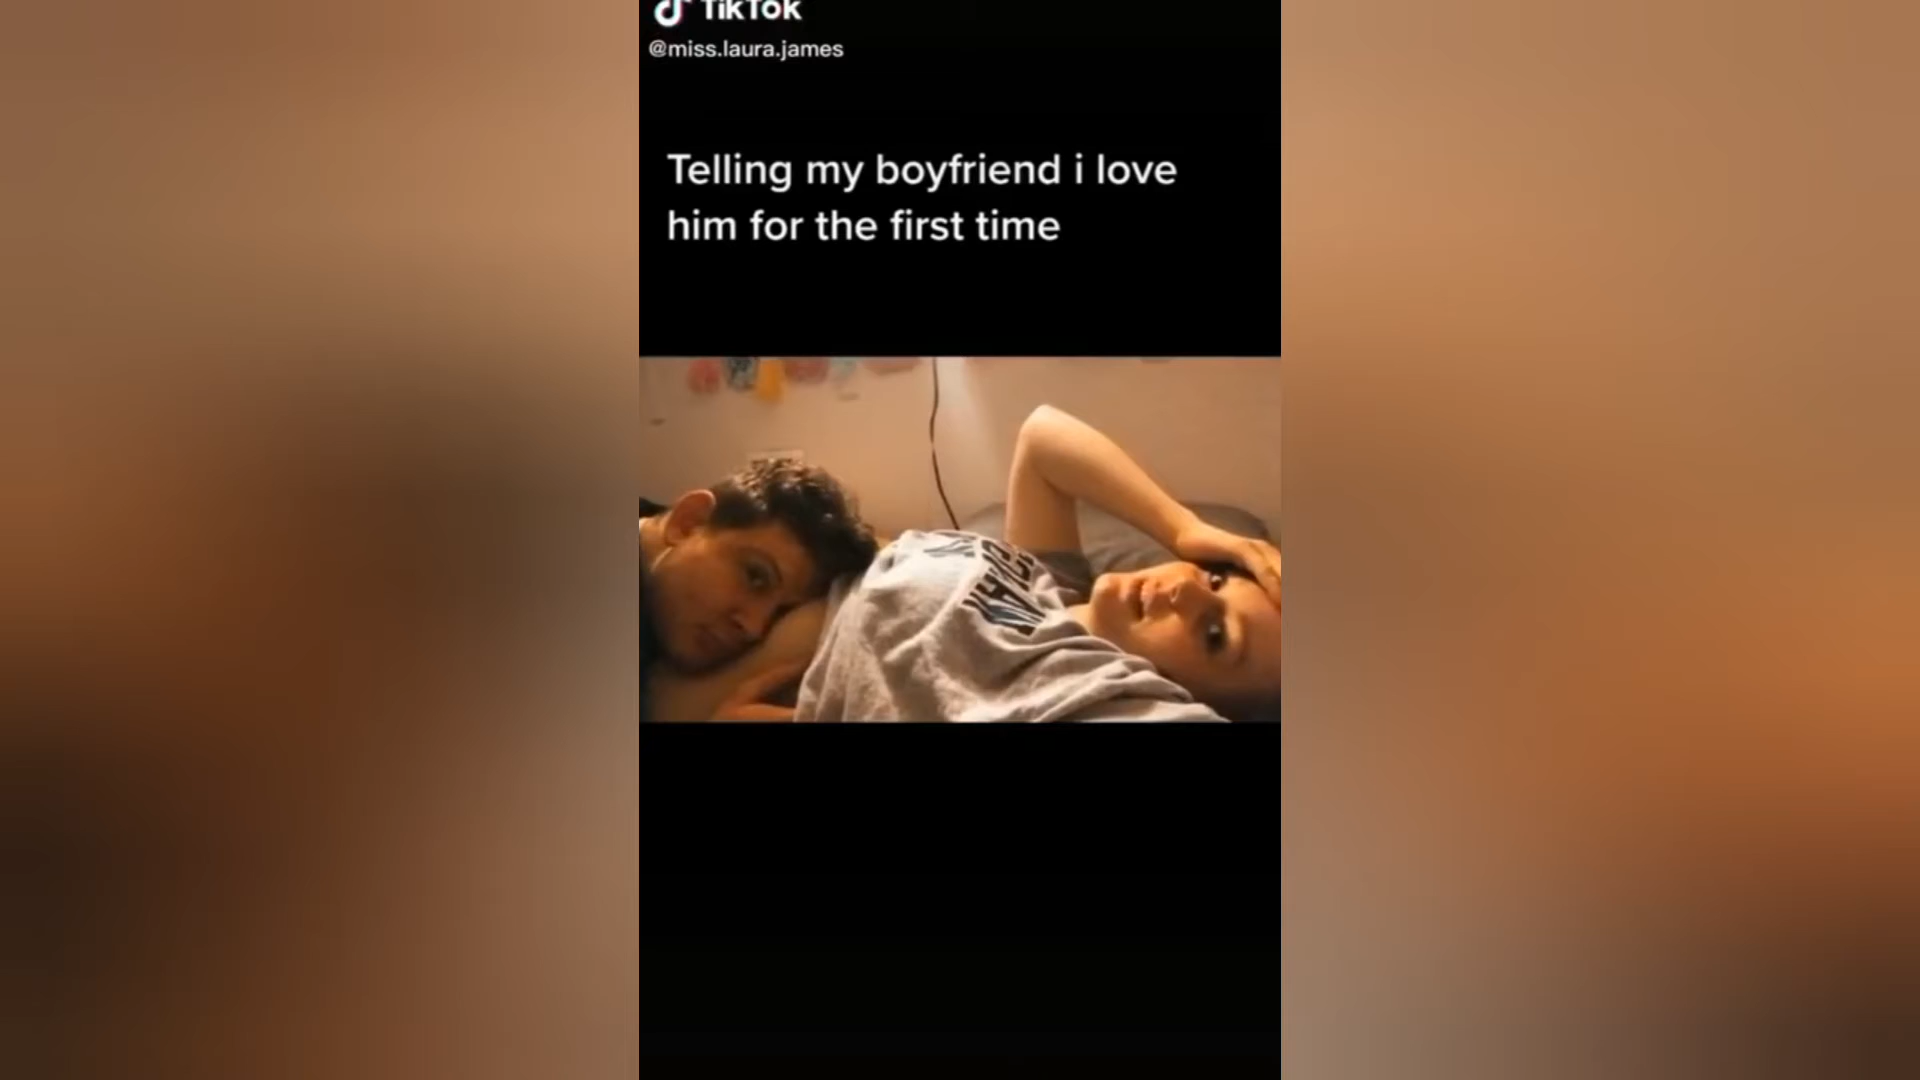 TikTok
@miss.laura.james
Telling my boyfriend i love
him for the first time